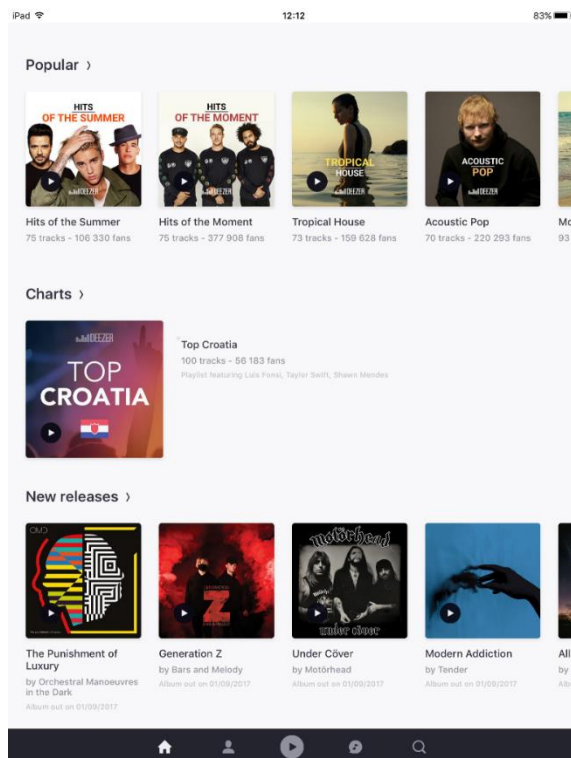 iPad 12:12 83%
Popular >
HITS
OF THE SUMMER
DEEZER
HITS
OF THE MOMENT
DEEZER
TROPICAL
HOUSE
DEEZER
ACOUSTIC
POP
DEEZER
Hits of the Summer
75 tracks - 106 330 fans
Hits of the Moment
75 tracks - 377 908 fans
Tropical House
73 tracks - 159 628 fans
Acoustic Pop
70 tracks - 220 293 fans
Mo
93
Charts >
DEEZER
TOP
CROATIA
Top Croatia
100 tracks - 56 183 fans
Playlist featuring Luis Fonsi, Taylor Swift, Shawn Mendes
New releases >
OMD
Z
Motörhead
under cöver
The Punishment of
Luxury
by Orchestral Manoeuvres
in the Dark
Album out on 01/09/2017
Generation Z
by Bars and Melody
Album out on 01/09/2017
Under Cöver
by Motörhead
Album out on 01/09/2017
Modern Addiction
by Tender
Album out on 01/09/2017
All
by
Alb